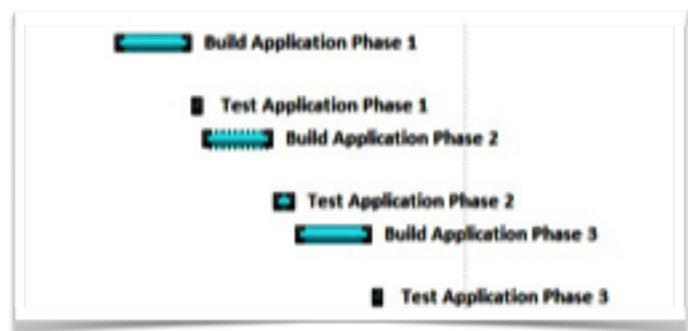 Build Application Phase 1
Test Application Phase 1
Build Application Phase 2
Test Application Phase 2
Build Application Phase 3
Test Application Phase 3